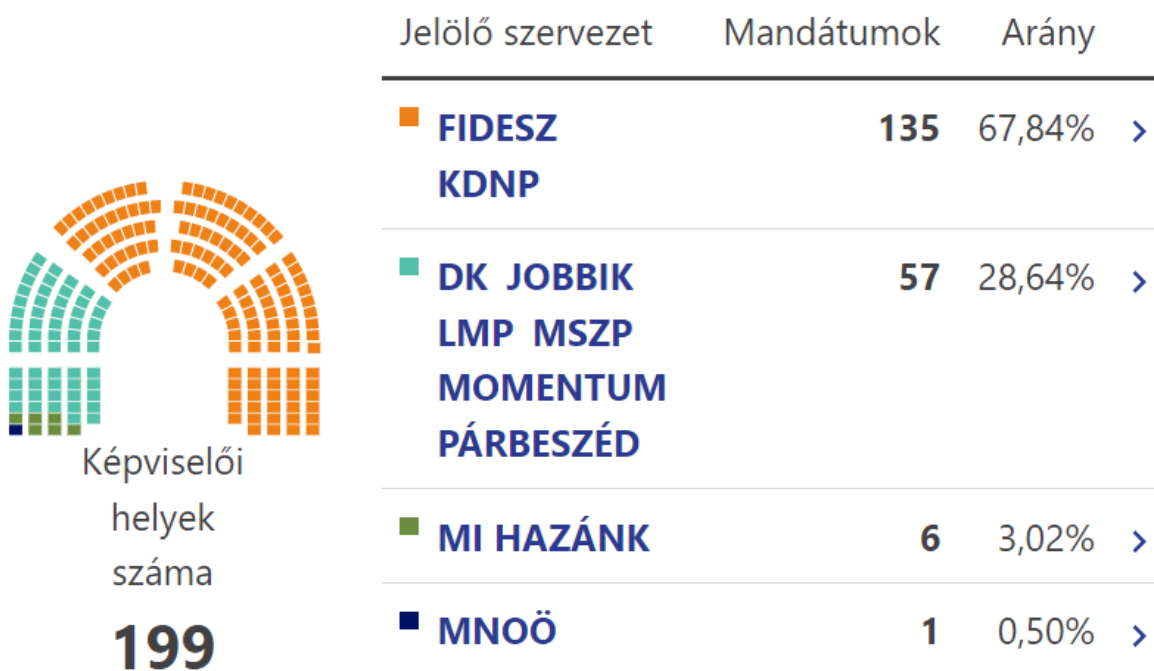 Jelölő szervezet Mandátumok Arány
FIDESZ 135 67,84%
KDNP
DK JOBBIK 57 28,64%
LMP MSZP
MOMENTUM
PÁRBESZÉD
MI HAZÁNK 6 3,02%
MNOÖ 1 0,50%
Képviselői
helyek
száma
199